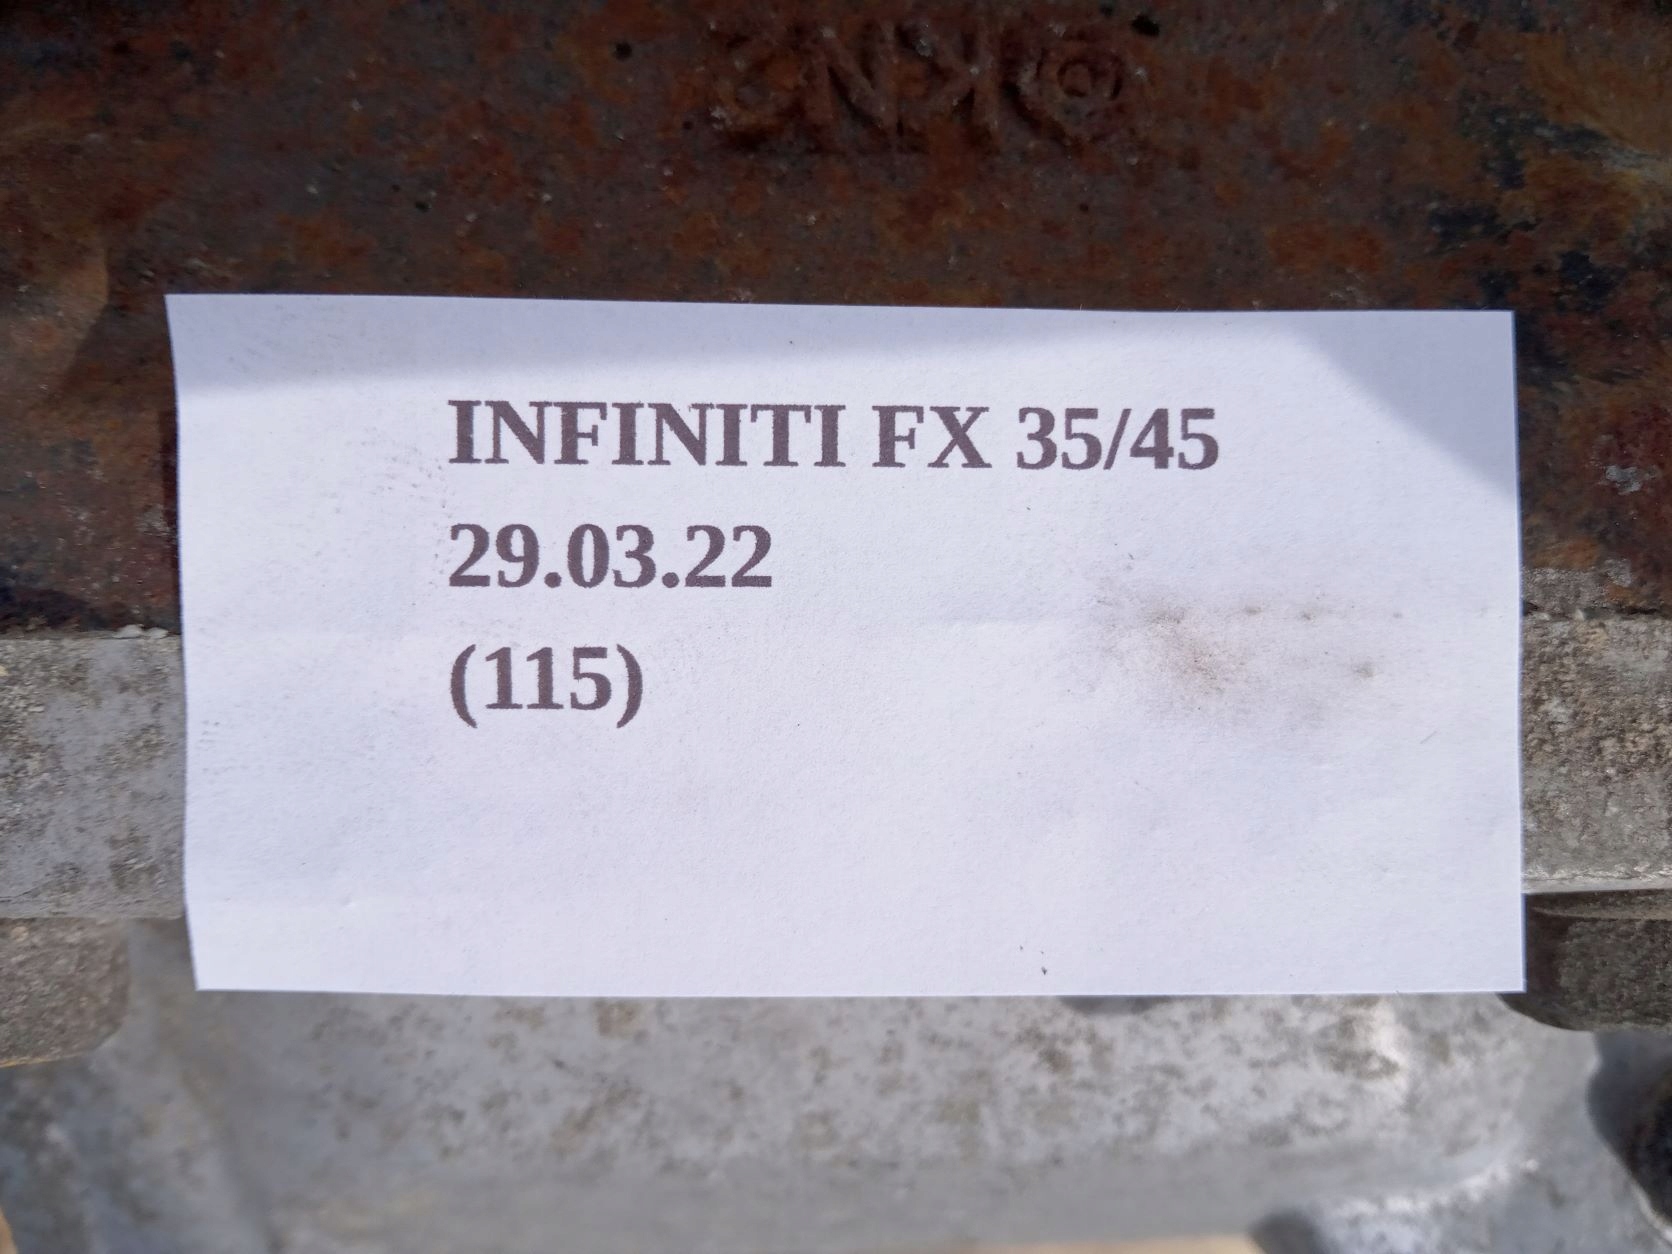 INFINITI FX 35/45
29.03.22
(115)